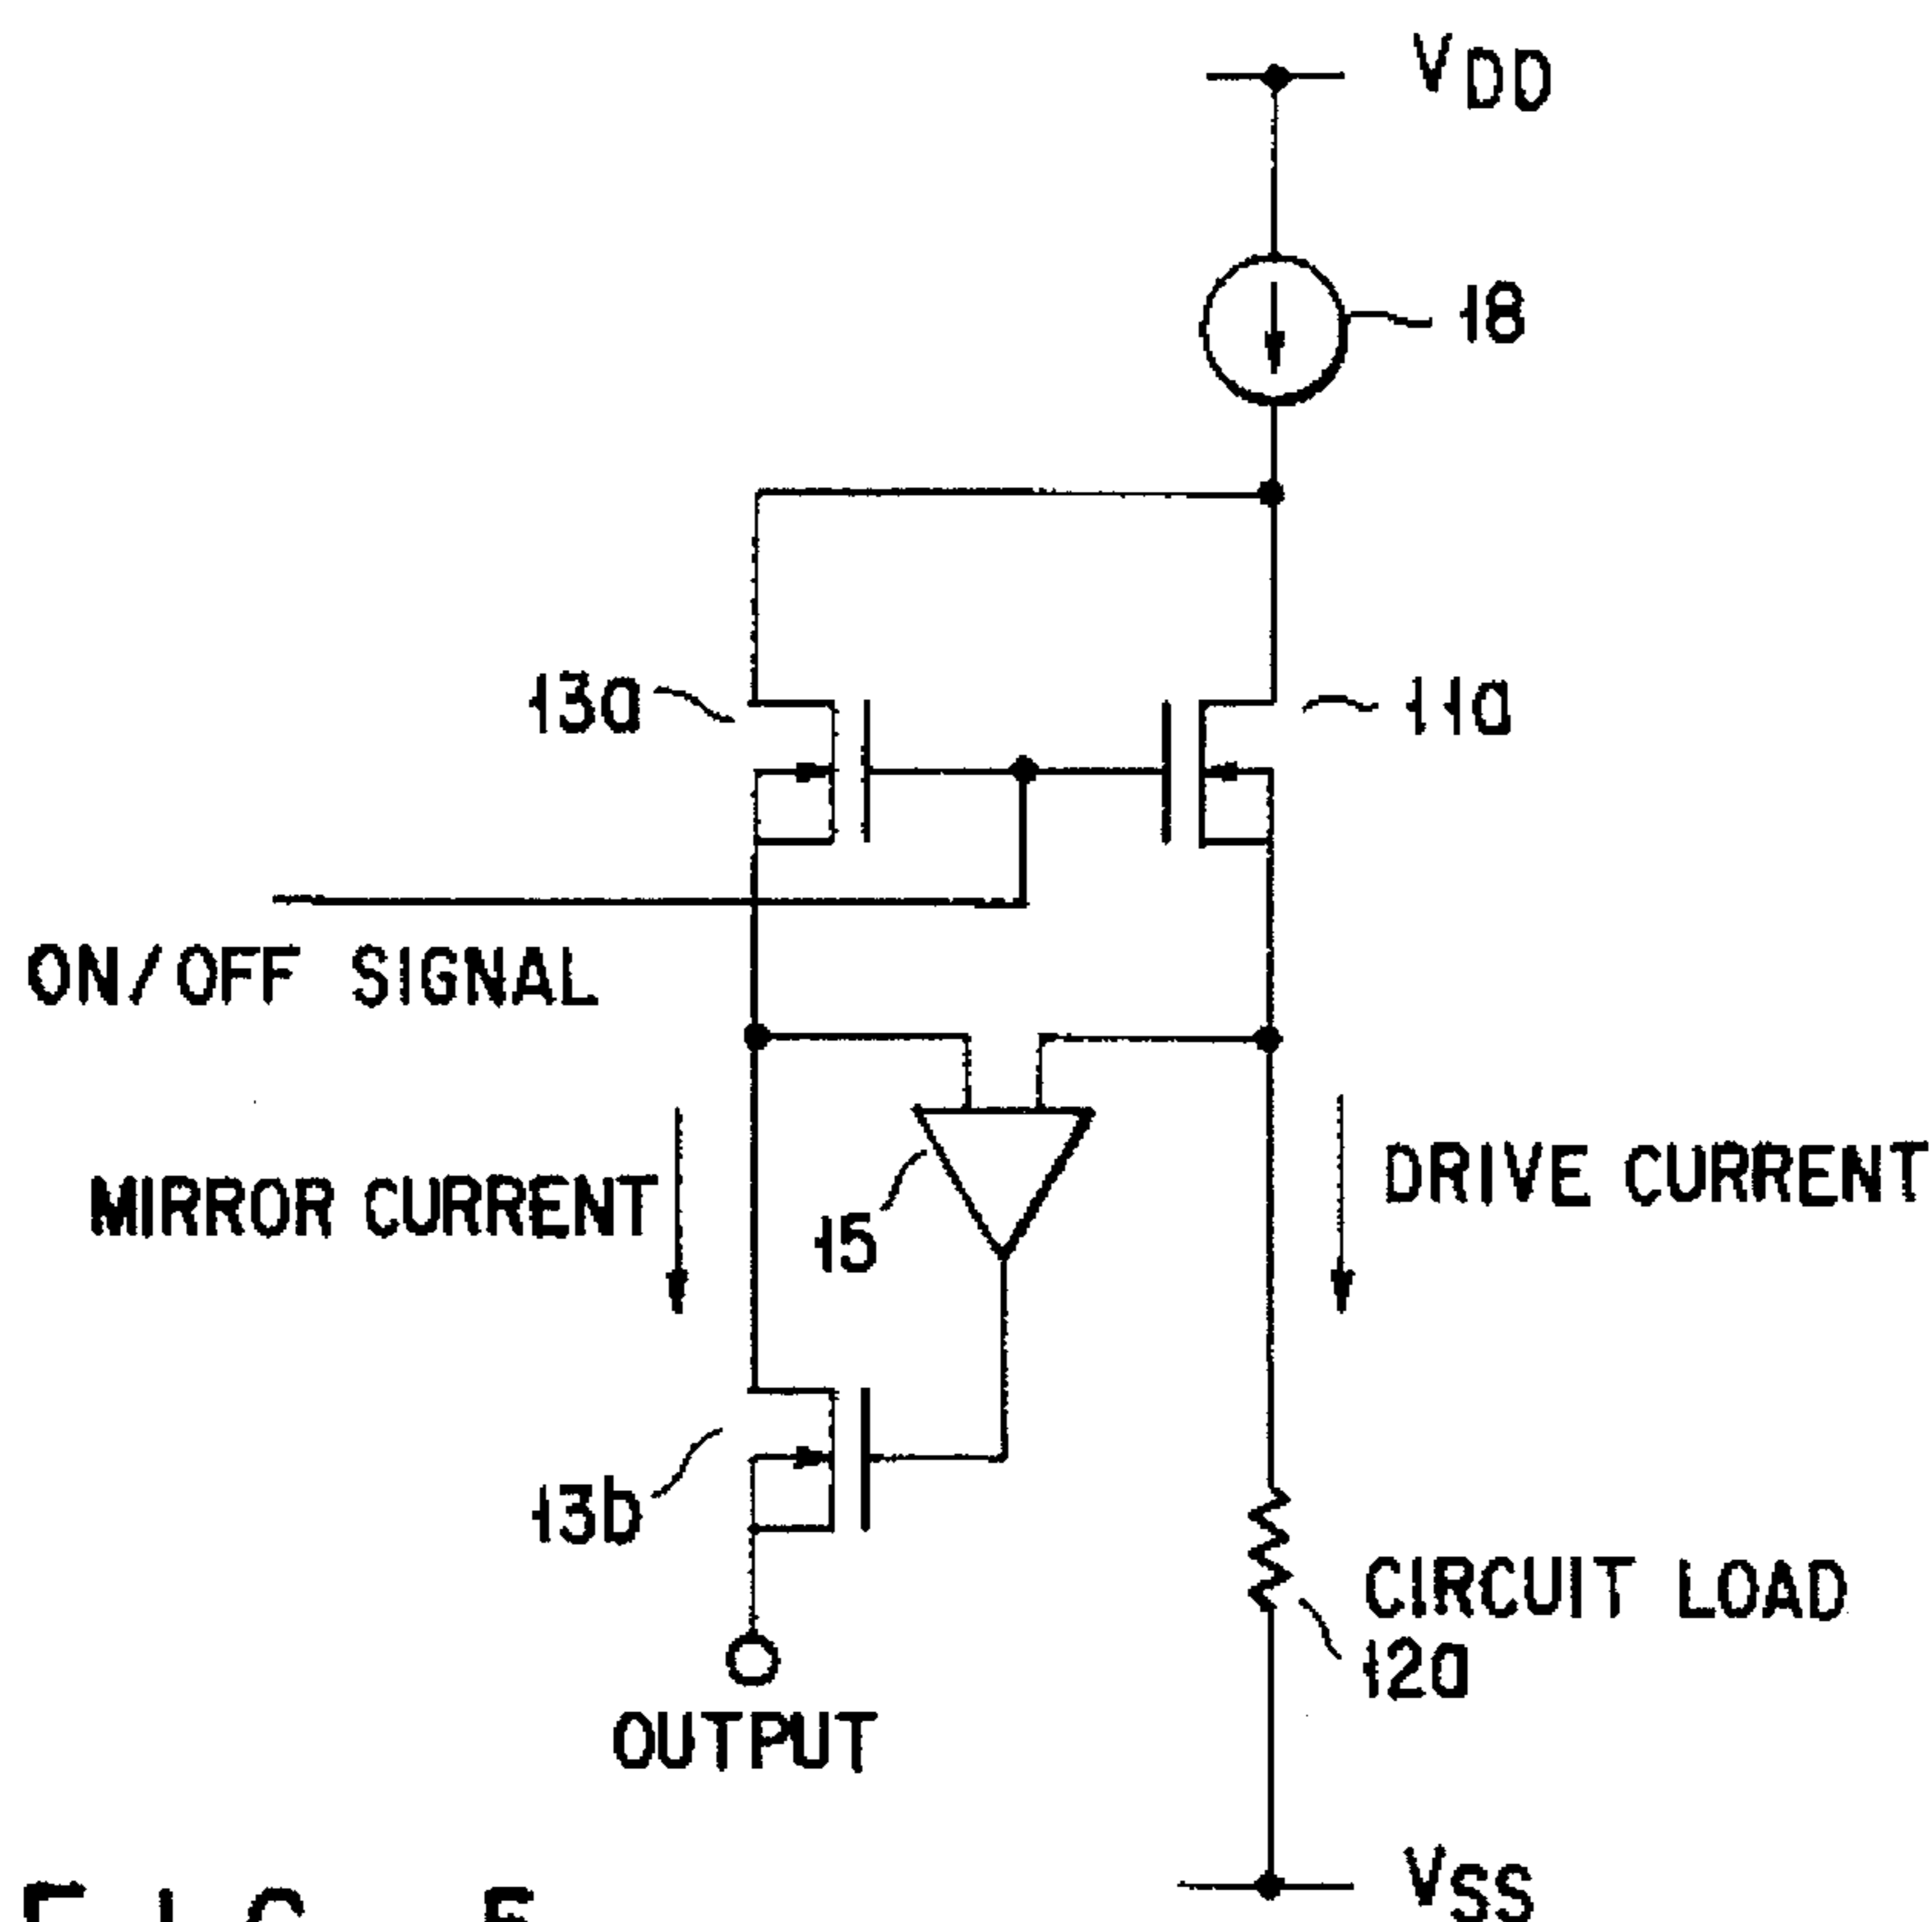 VDD
18
13a
11a
ON/OFF SIGNAL
MIRROR CURRENT
15
DRIVE CURRENT
13b
CIRCUIT LOAD
12a
OUTPUT
VSS